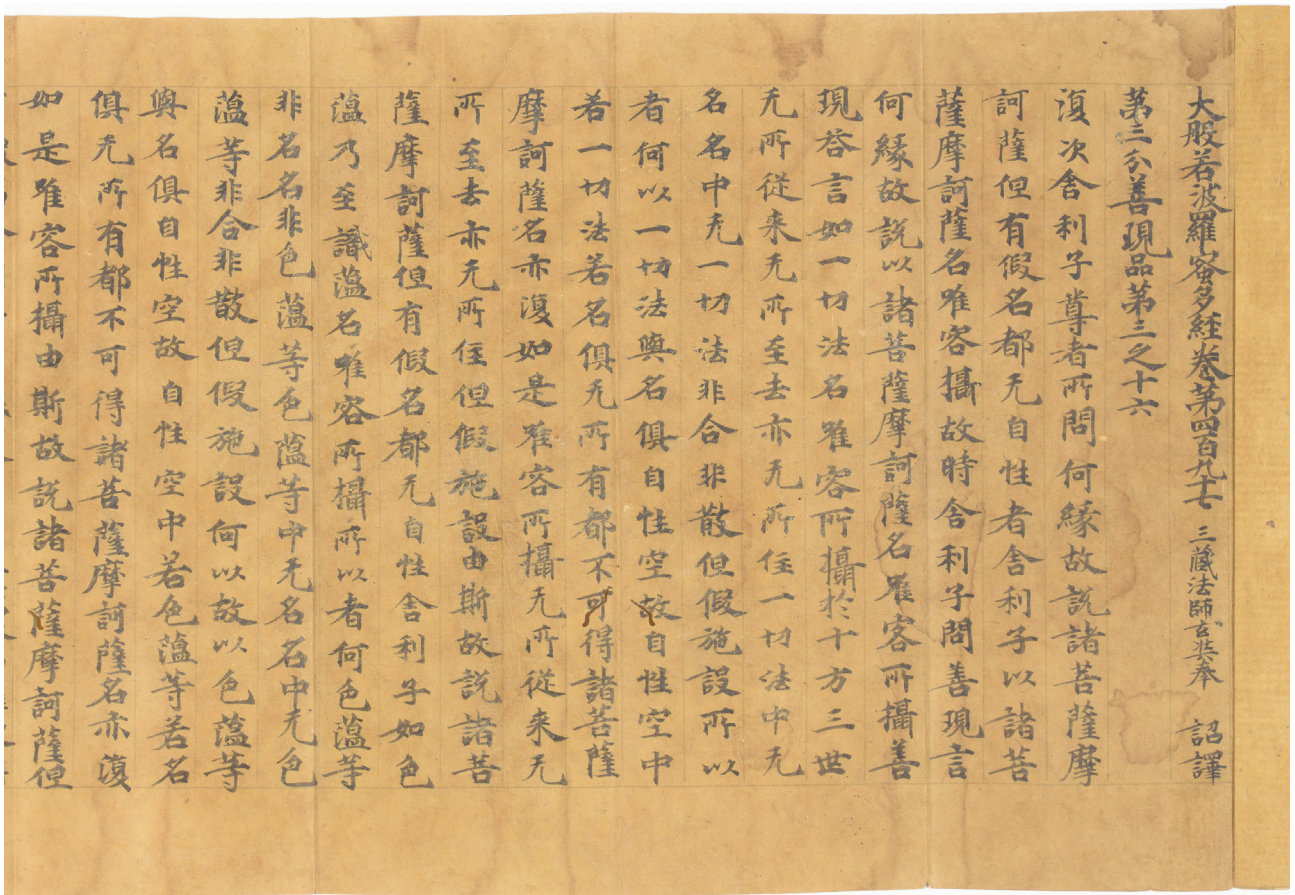 大般若波羅蜜多經卷第四百九十七 三藏法師玄奘奉 詔譯
第三分善現品第三之十六
復次舍利子尊者所問何緣故說諸菩薩摩
訶薩但有假名都无自性者舍利子以諸菩
薩摩訶薩名唯客攝故時舍利子問善現言
何緣故說以諸菩薩摩訶薩名唯客所攝善
現答言如一切法名唯客所攝於十方三世
无所從来无所至去亦无所住一切法中无
名名中无一切法非合非散但假施設所以
者何以一切法與名俱自性空故自性空中
若一切法若名俱无所有都不可得諸菩薩
摩訶薩名亦復如是唯客所攝无所從来无
所至去亦无所住但假施設由斯故說諸菩
薩摩訶薩但有假名都无自性舍利子如色
薀乃至識薀名唯客所攝所以者何色薀等
非名名非色薀等色薀等中无名名中无色
薀等非合非散但假施設何以故以色薀等
與名俱自性空故自性空中若色薀等若名
俱无所有都不可得諸菩薩摩訶薩名亦復
如是唯客所攝由斯故說諸菩薩摩訶薩但